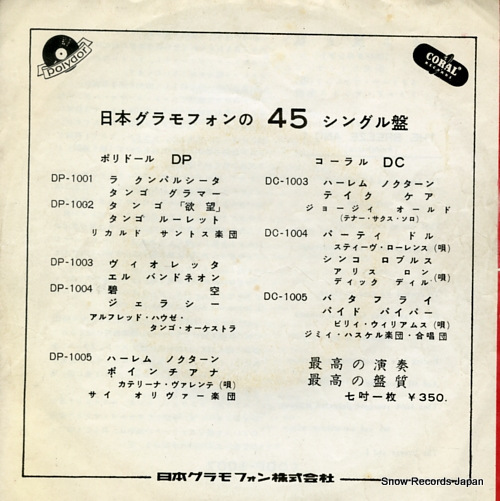 polydor
CORAL
RECORDS
日本グラモフォンの 45 シングル盤
ポリドール DP
DP-1001 ラ クンパルシータ
タンゴ グラマー
DP-1002 タンゴ「欲望」
タンゴ ルーレット
リカルド サントス楽団
DP-1003 ヴィオレッタ
エル バンドネオン
DP-1004 碧空
ジェラシー
アルフレッド・ハウゼ・
タンゴ・オーケストラ
DP-1005 ハーレム ノクターン
ポインチアナ
カテリーナ・ヴァレンテ(唄)
サイ オリヴァー楽団
コーラル DC
DC-1003 ハーレム ノクターン
テイク ケア
ジョージィ オールド
(テナー・サクス・ソロ)
DC-1004 パーティ ドル
スティーヴ・ローレンス(唄)
シンコ ロブルス
アリス ロン
ディック ディル(唄)
DC-1005 バタフライ
パイド パイパー
ビリィ・ウィリアムス(唄)
ジミィ・ハスケル楽団・合唱団
最高の演奏
最高の盤質
七吋一枚 ¥350.
日本グラモフォン株式会社
Snow-Records-Japan